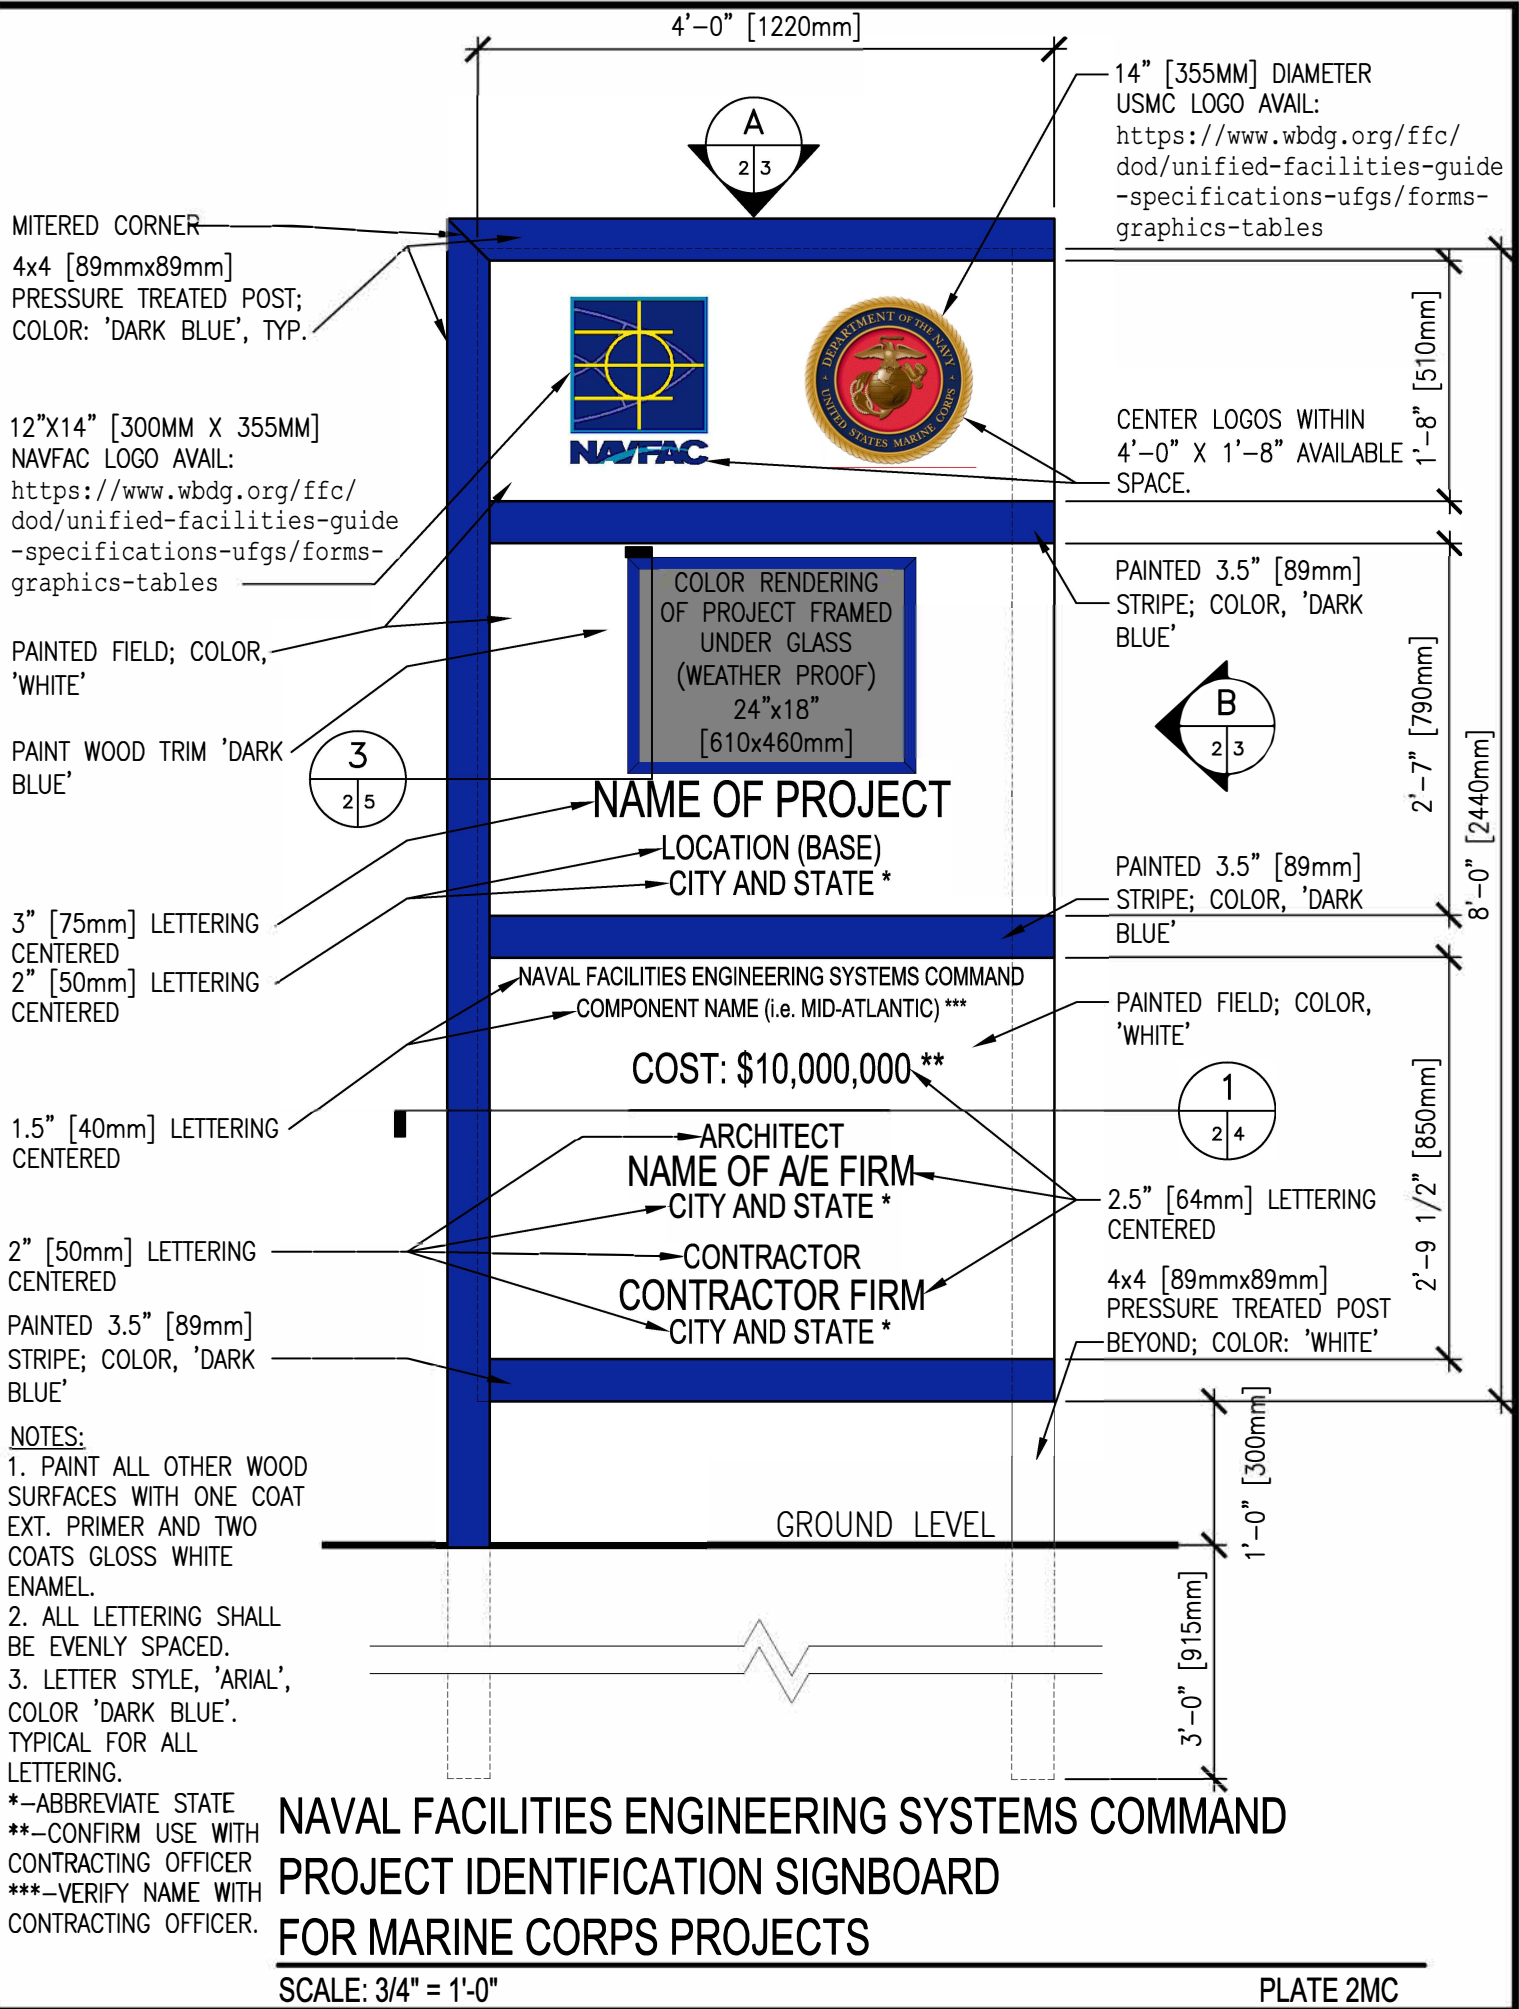 4'-0" [1220mm]
A
2 3
14" [355MM] DIAMETER
USMC LOGO AVAIL:
https://www.wbdg.org/ffc/
dod/unified-facilities-guide
-specifications-ufgs/forms-
graphics-tables
MITERED CORNER
4x4 [89mmx89mm]
PRESSURE TREATED POST;
COLOR: 'DARK BLUE', TYP.
12"X14" [300MM X 355MM]
NAVFAC LOGO AVAIL:
https://www.wbdg.org/ffc/
dod/unified-facilities-guide
-specifications-ufgs/forms-
graphics-tables
NAVFAC
DEPARTMENT OF THE NAVY
UNITED STATES MARINE CORPS
CENTER LOGOS WITHIN
4'-0" X 1'-8" AVAILABLE
SPACE.
1'-8" [510mm]
PAINTED FIELD; COLOR,
'WHITE'
PAINT WOOD TRIM 'DARK
BLUE'
3
2 5
COLOR RENDERING
OF PROJECT FRAMED
UNDER GLASS
(WEATHER PROOF)
24"x18"
[610x460mm]
PAINTED 3.5" [89mm]
STRIPE; COLOR, 'DARK
BLUE'
B
2 3
2'-7" [790mm]
8'-0" [2440mm]
NAME OF PROJECT
LOCATION (BASE)
CITY AND STATE *
3" [75mm] LETTERING
CENTERED
2" [50mm] LETTERING
CENTERED
PAINTED 3.5" [89mm]
STRIPE; COLOR, 'DARK
BLUE'
NAVAL FACILITIES ENGINEERING SYSTEMS COMMAND
COMPONENT NAME (i.e. MID-ATLANTIC) ***
COST: $10,000,000 **
PAINTED FIELD; COLOR,
'WHITE'
1
2 4
1.5" [40mm] LETTERING
CENTERED
ARCHITECT
NAME OF A/E FIRM
CITY AND STATE *
CONTRACTOR
CONTRACTOR FIRM
CITY AND STATE *
2.5" [64mm] LETTERING
CENTERED
2'-9 1/2" [850mm]
2" [50mm] LETTERING
CENTERED
PAINTED 3.5" [89mm]
STRIPE; COLOR, 'DARK
BLUE'
4x4 [89mmx89mm]
PRESSURE TREATED POST
BEYOND; COLOR: 'WHITE'
1'-0" [300mm]
GROUND LEVEL
3'-0" [915mm]
NOTES:
1. PAINT ALL OTHER WOOD
SURFACES WITH ONE COAT
EXT. PRIMER AND TWO
COATS GLOSS WHITE
ENAMEL.
2. ALL LETTERING SHALL
BE EVENLY SPACED.
3. LETTER STYLE, 'ARIAL',
COLOR 'DARK BLUE'.
TYPICAL FOR ALL
LETTERING.
*-ABBREVIATE STATE
**-CONFIRM USE WITH
CONTRACTING OFFICER
***-VERIFY NAME WITH
CONTRACTING OFFICER.
NAVAL FACILITIES ENGINEERING SYSTEMS COMMAND
PROJECT IDENTIFICATION SIGNBOARD
FOR MARINE CORPS PROJECTS
SCALE: 3/4" = 1'-0"
PLATE 2MC